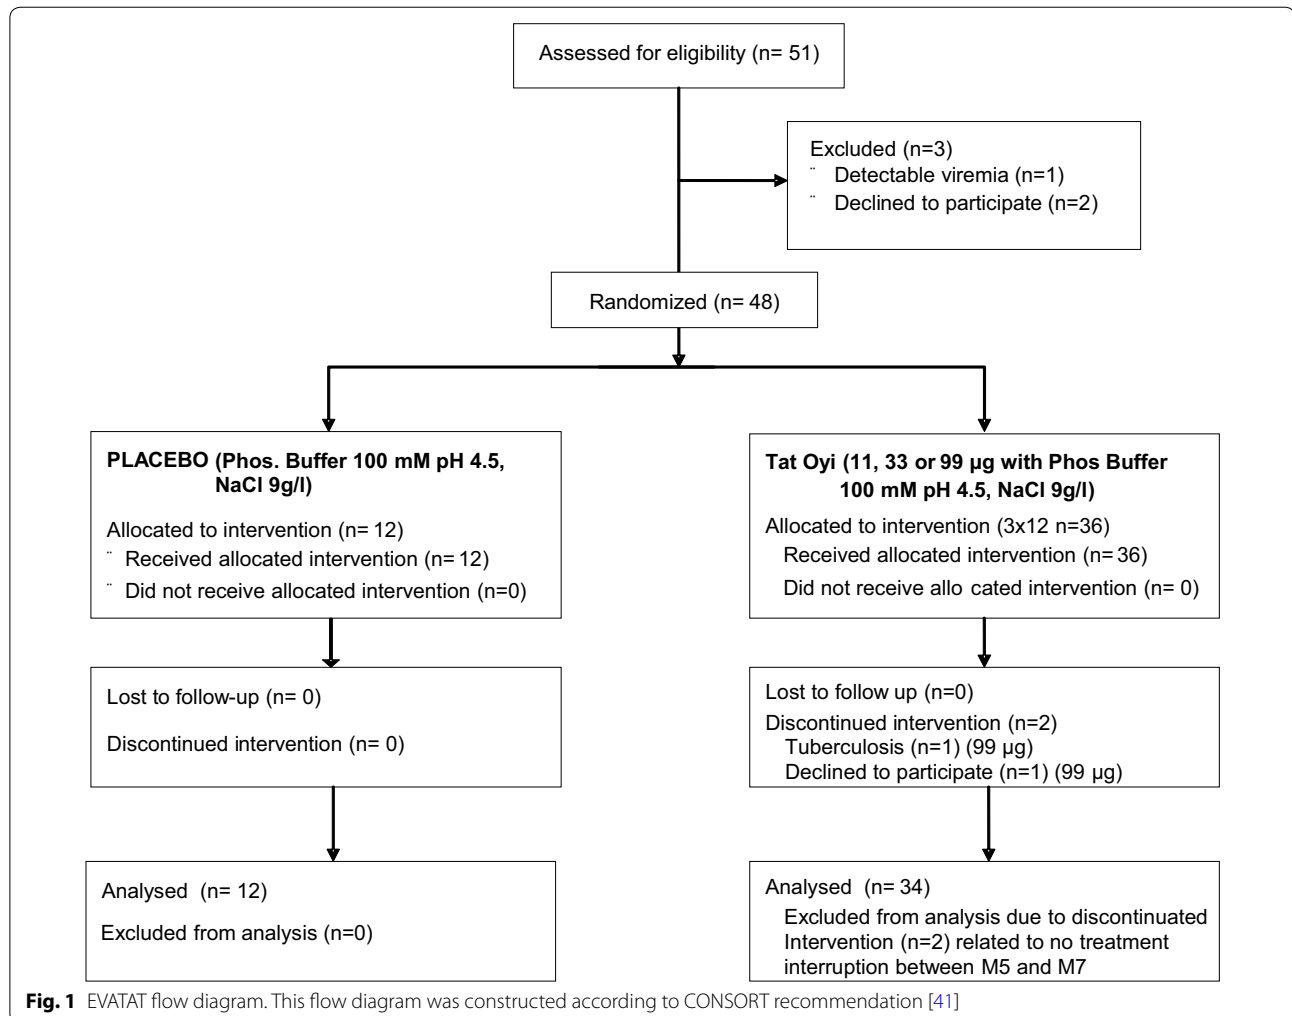 Assessed for eligibility (n= 51)
Excluded (n=3)
¨ Detectable viremia (n=1)
¨ Declined to participate (n=2)
Randomized (n= 48)
PLACEBO (Phos. Buffer 100 mM pH 4.5,
NaCl 9g/l)
Allocated to intervention (n= 12)
¨ Received allocated intervention (n= 12)
¨ Did not receive allocated intervention (n=0)
Tat Oyi (11, 33 or 99 µg with Phos Buffer
100 mM pH 4.5, NaCl 9g/l)
Allocated to intervention (3x12 n=36)
Received allocated intervention (n= 36)
Did not receive allo cated intervention (n= 0)
Lost to follow-up (n= 0)
Discontinued intervention (n= 0)
Lost to follow up (n=0)
Discontinued intervention (n=2)
Tuberculosis (n=1) (99 µg)
Declined to participate (n=1) (99 µg)
Analysed (n= 12)
Excluded from analysis (n=0)
Analysed (n= 34)
Excluded from analysis due to discontinuated
Intervention (n=2) related to no treatment
interruption between M5 and M7
Fig. 1 EVATAT flow diagram. This flow diagram was constructed according to CONSORT recommendation [41]